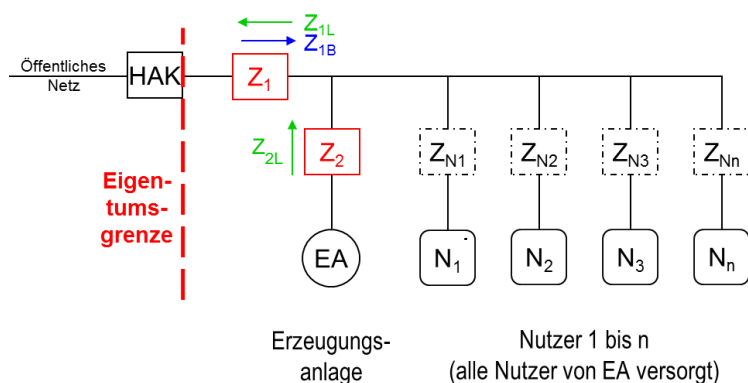 Z1L
Z1B
Öffentliches
Netz
HAK
Z1
Z2L
Z2
ZN1
ZN2
ZN3
ZNn
Eigen-
tums-
grenze
EA
N1
N2
N3
Nn
Erzeugungs-
anlage
Nutzer 1 bis n
(alle Nutzer von EA versorgt)